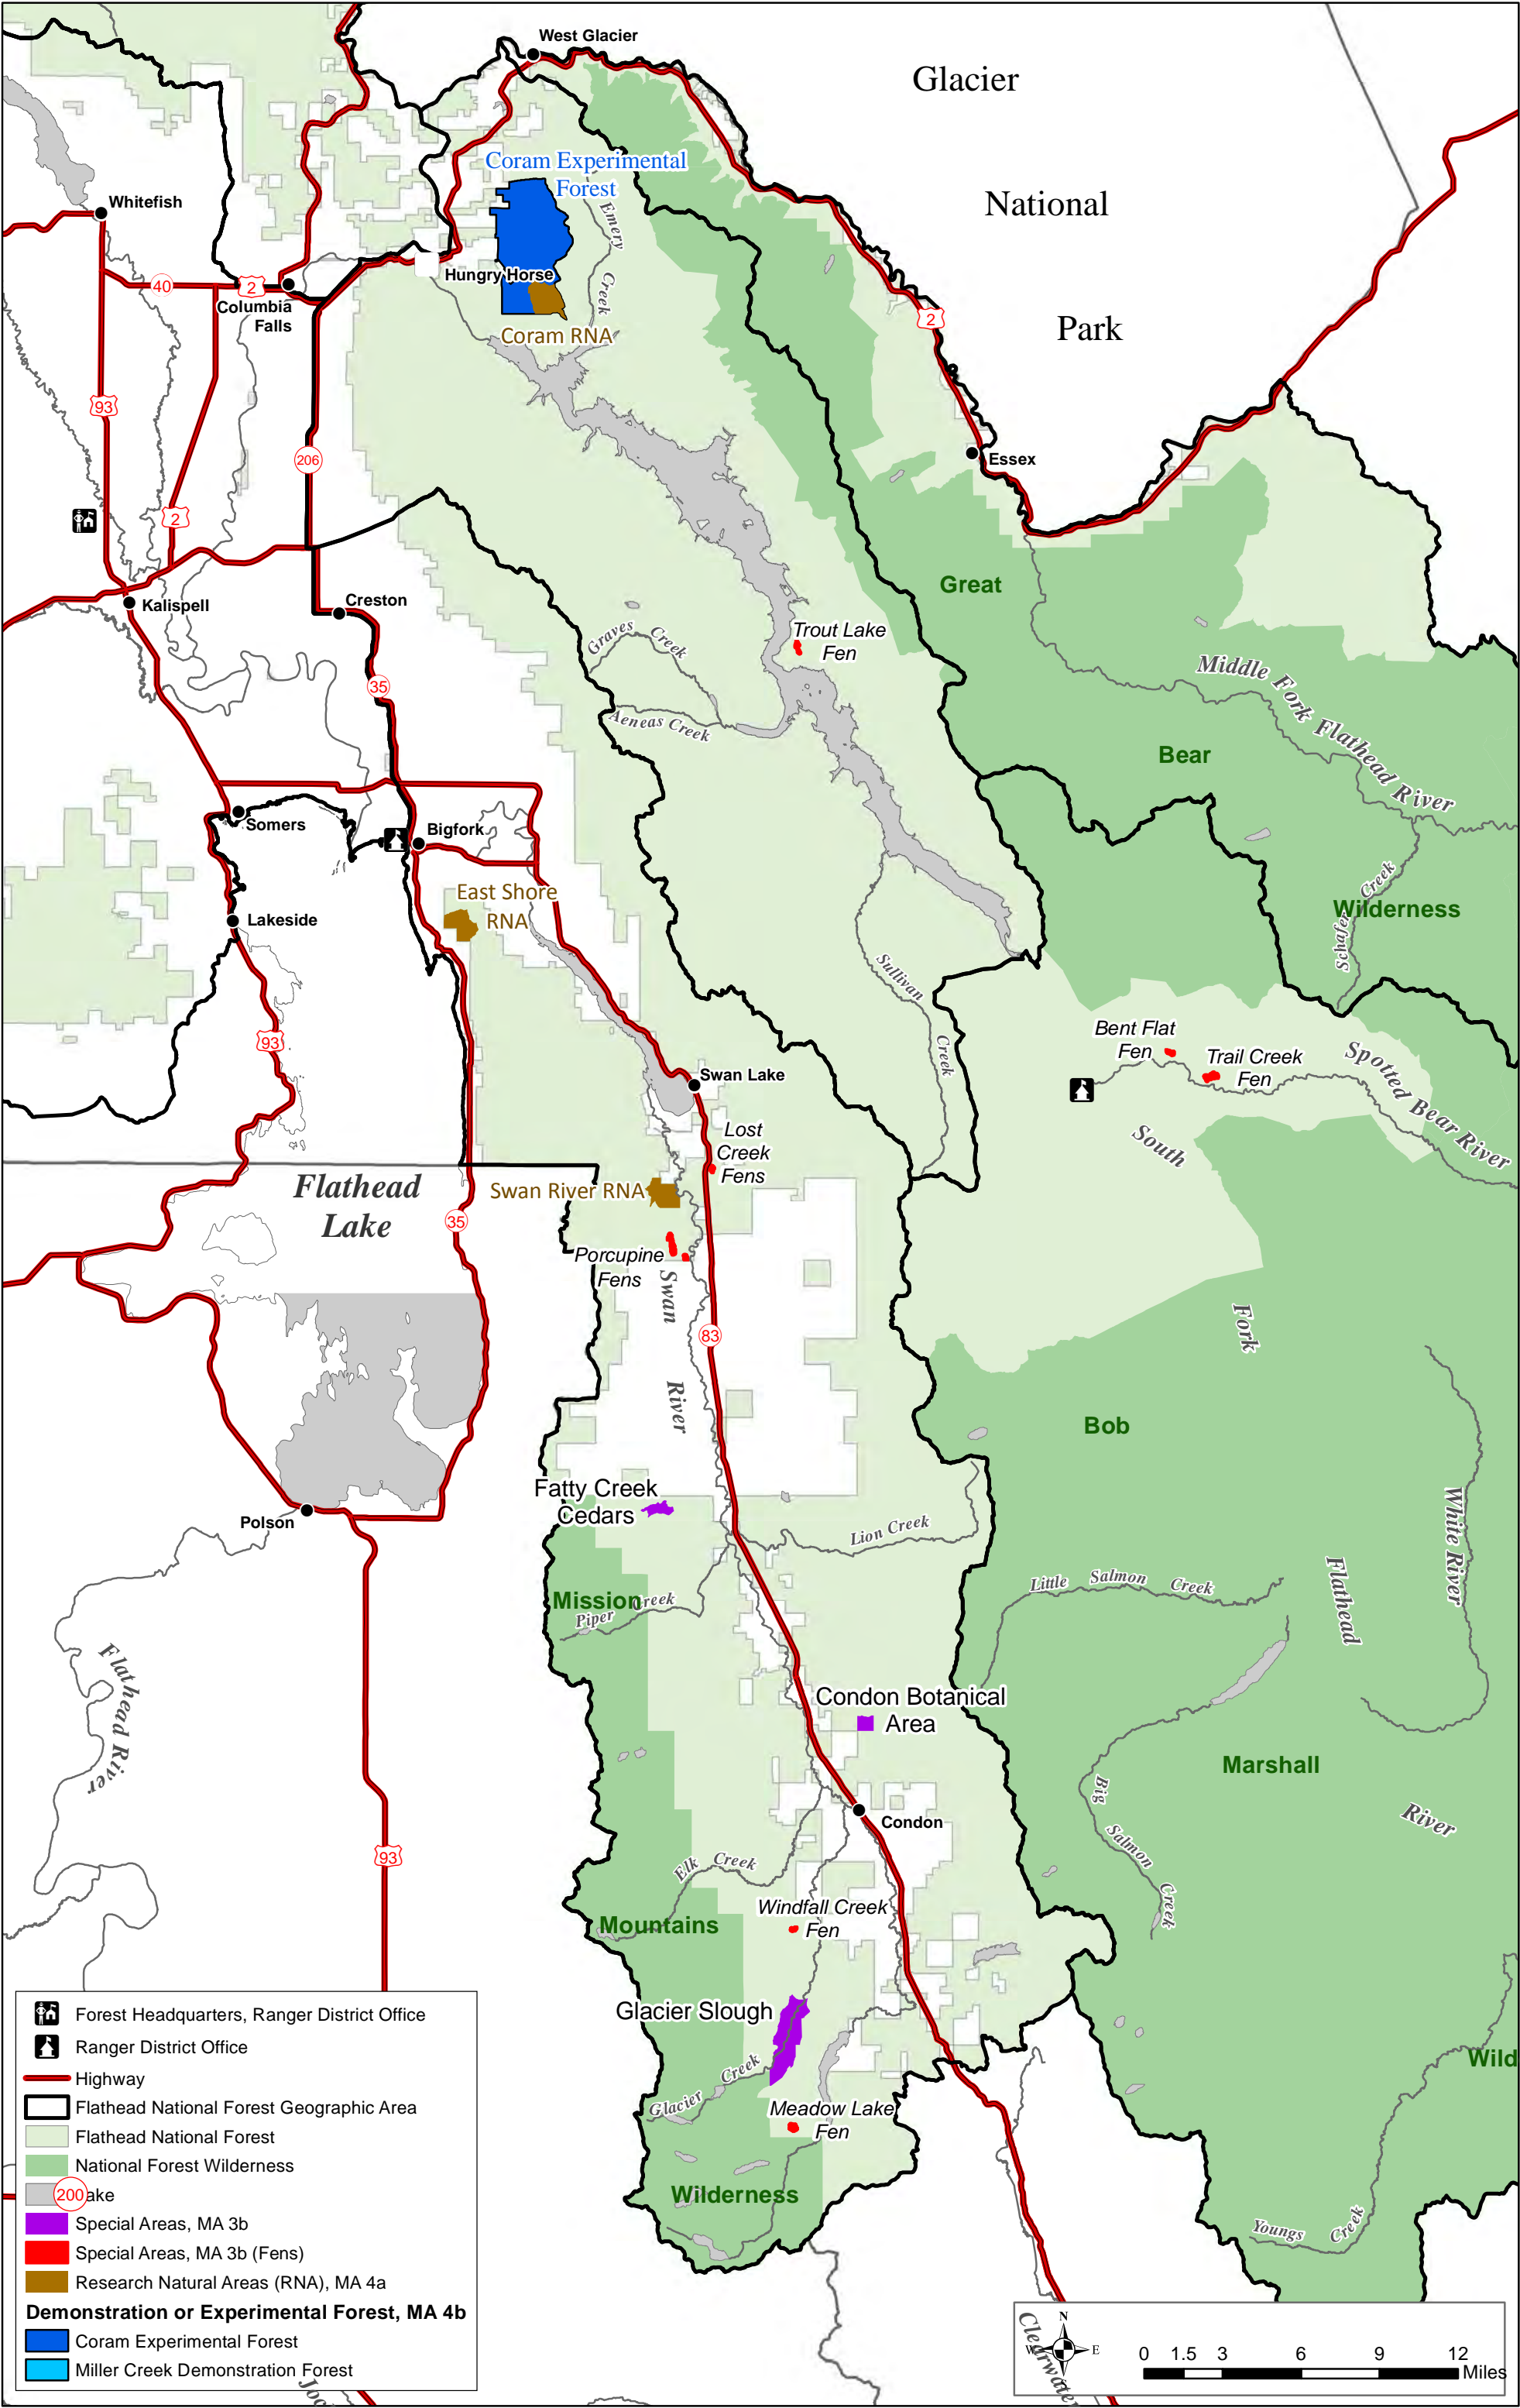 West Glacier
Glacier
National
Park
Coram Experimental
Forest
Emery
Creek
Whitefish
Hungry Horse
40
2
Columbia
Falls
Coram RNA
2
93
206
Essex
2
Great
Kalispell
Creston
Graves Creek
Trout Lake
Fen
35
Aeneas Creek
Middle Fork Flathead River
Bear
Somers
Bigfork
East Shore
RNA
Lakeside
Schafer Creek
Wilderness
Sullivan
Creek
93
Bent Flat
Fen
Trail Creek
Fen
Spotted Bear River
Swan Lake
Lost
Creek
Fens
South
Flathead
Lake
Swan River RNA
35
Porcupine
Fens
Swan
River
83
Fork
Bob
Fatty Creek
Cedars
Polson
Lion Creek
White River
Little Salmon Creek
Flathead
Mission
Piper Creek
Flathead River
Condon Botanical
Area
Marshall
Big
Salmon
Creek
River
Condon
93
Elk Creek
Windfall Creek
Fen
Mountains
Glacier Slough
Glacier Creek
Wild
Meadow Lake
Fen
Wilderness
Youngs Creek
Forest Headquarters, Ranger District Office
Ranger District Office
Highway
Flathead National Forest Geographic Area
Flathead National Forest
National Forest Wilderness
200
ake
Special Areas, MA 3b
Special Areas, MA 3b (Fens)
Research Natural Areas (RNA), MA 4a
Demonstration or Experimental Forest, MA 4b
Coram Experimental Forest
Miller Creek Demonstration Forest
Joc
Clearwater
N
W E
0 1.5 3 6 9 12
Miles